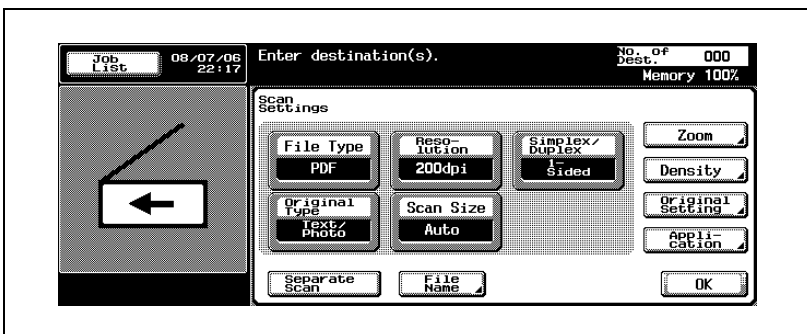 Job
List
08/07/06
22:17
Enter destination(s).
No. of
Dest.
000
Memory 100%
Scan
Settings
File Type
PDF
Reso-
lution
200dpi
Simplex/
Duplex
1-
Sided
Zoom
Density
Original
Type
Text/
Photo
Scan Size
Auto
Original
Setting
Appli-
cation
Separate
Scan
File
Name
OK